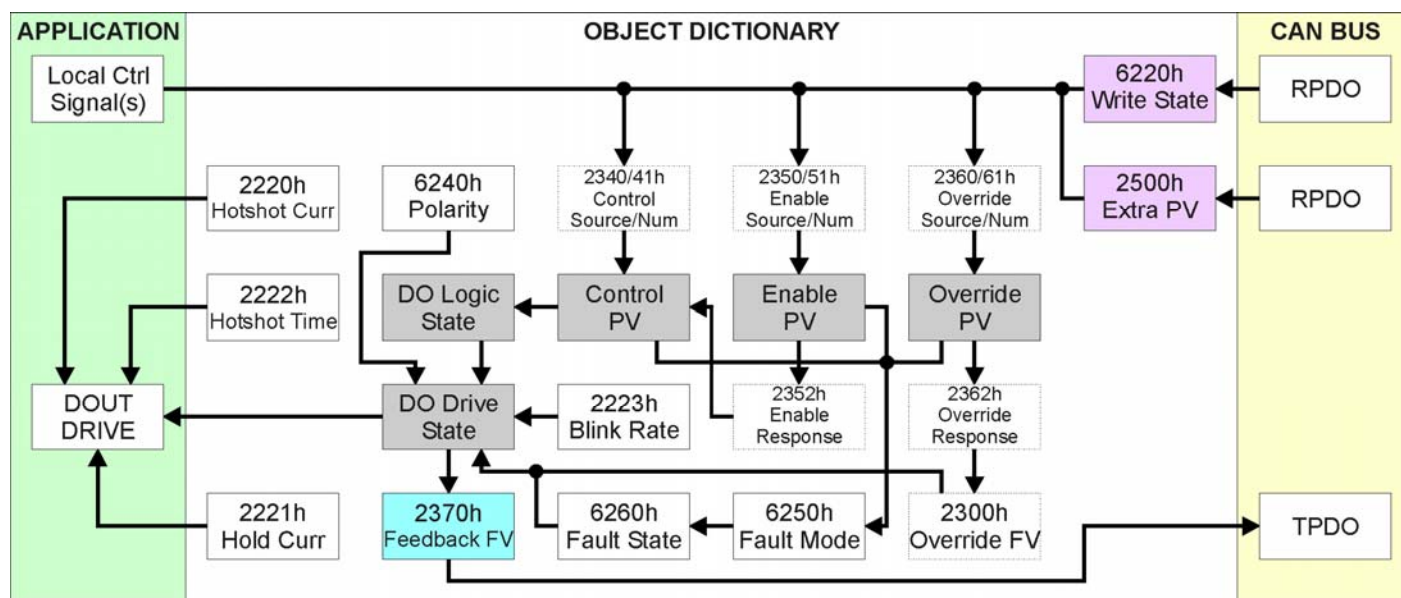 APPLICATION
OBJECT DICTIONARY
CAN BUS
Local Ctrl
Signal(s)
6220h
Write State
RPDO
2220h
Hotshot Curr
6240h
Polarity
2340/41h
Control
Source/Num
2350/51h
Enable
Source/Num
2360/61h
Override
Source/Num
2500h
Extra PV
RPDO
2222h
Hotshot Time
DO Logic
State
Control
PV
Enable
PV
Override
PV
DOUT
DRIVE
DO Drive
State
2223h
Blink Rate
2352h
Enable
Response
2362h
Override
Response
2221h
Hold Curr
2370h
Feedback FV
6260h
Fault State
6250h
Fault Mode
2300h
Override FV
TPDO